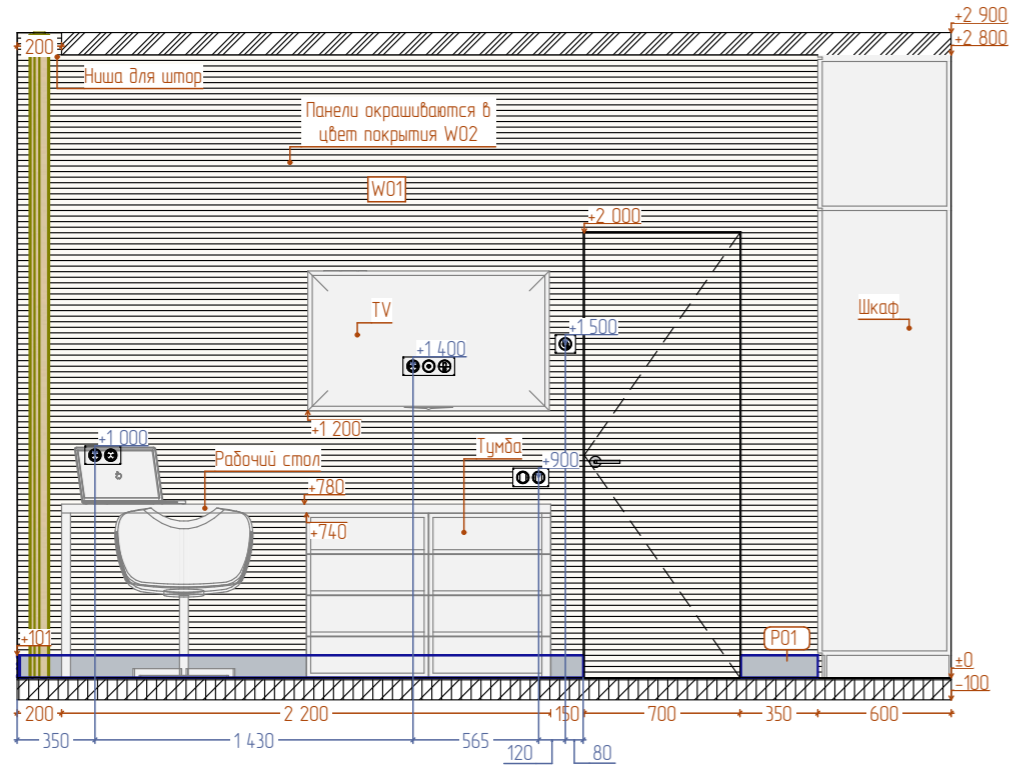 +2 900
200
+2 800
Ниша для штор
Панели окрашиваются в
цвет покрытия W02
W01
+2 000
TV
Шкаф
+1 500
+1 400
+1 200
+1 000
Тумба
Рабочий стол
+900
+780
+740
+101
P01
±0
-100
200
2 200
150
700
350
600
350
1 430
565
120
80